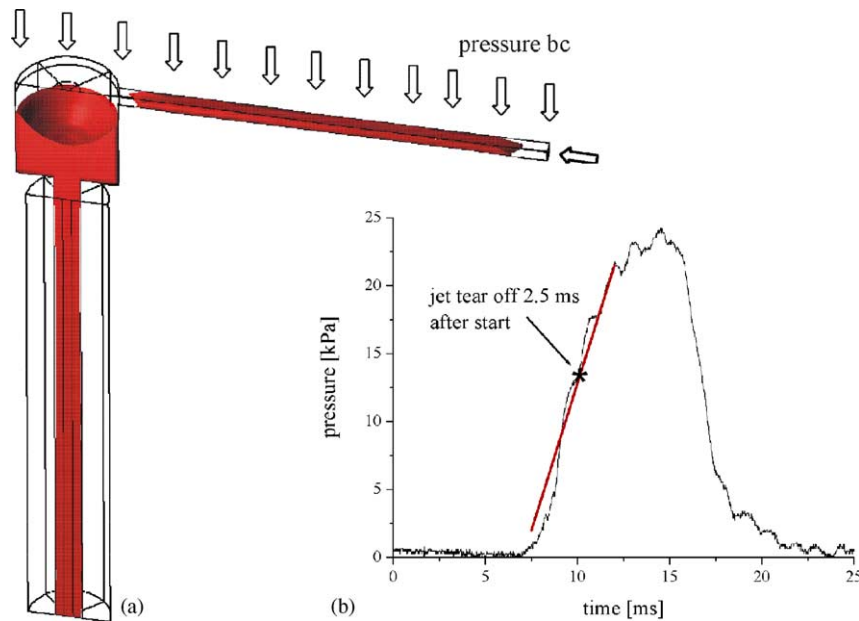 pressure bc
(a)
(b)
25
20
15
10
5
0
pressure [kPa]
jet tear off 2.5 ms
after start
0
5
10
15
20
25
time [ms]